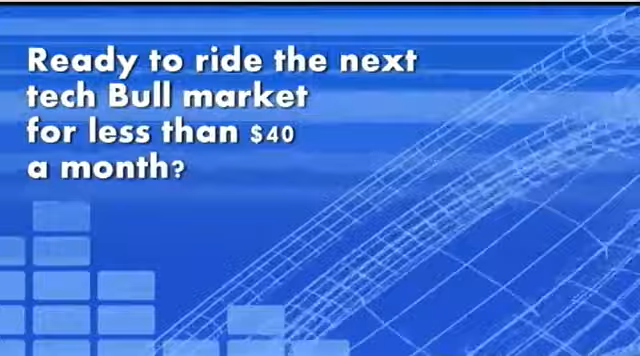 Ready to ride the next
tech Bull market
for less than $40
a month?